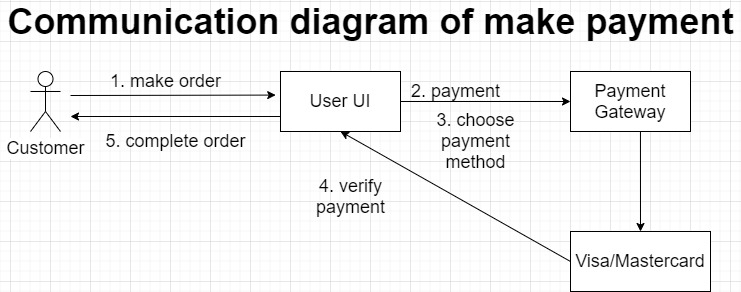 Communication diagram of make payment
1. make order
User UI
2. payment
Payment
Gateway
3. choose
payment
method
Customer
5. complete order
4. verify
payment
Visa/Mastercard